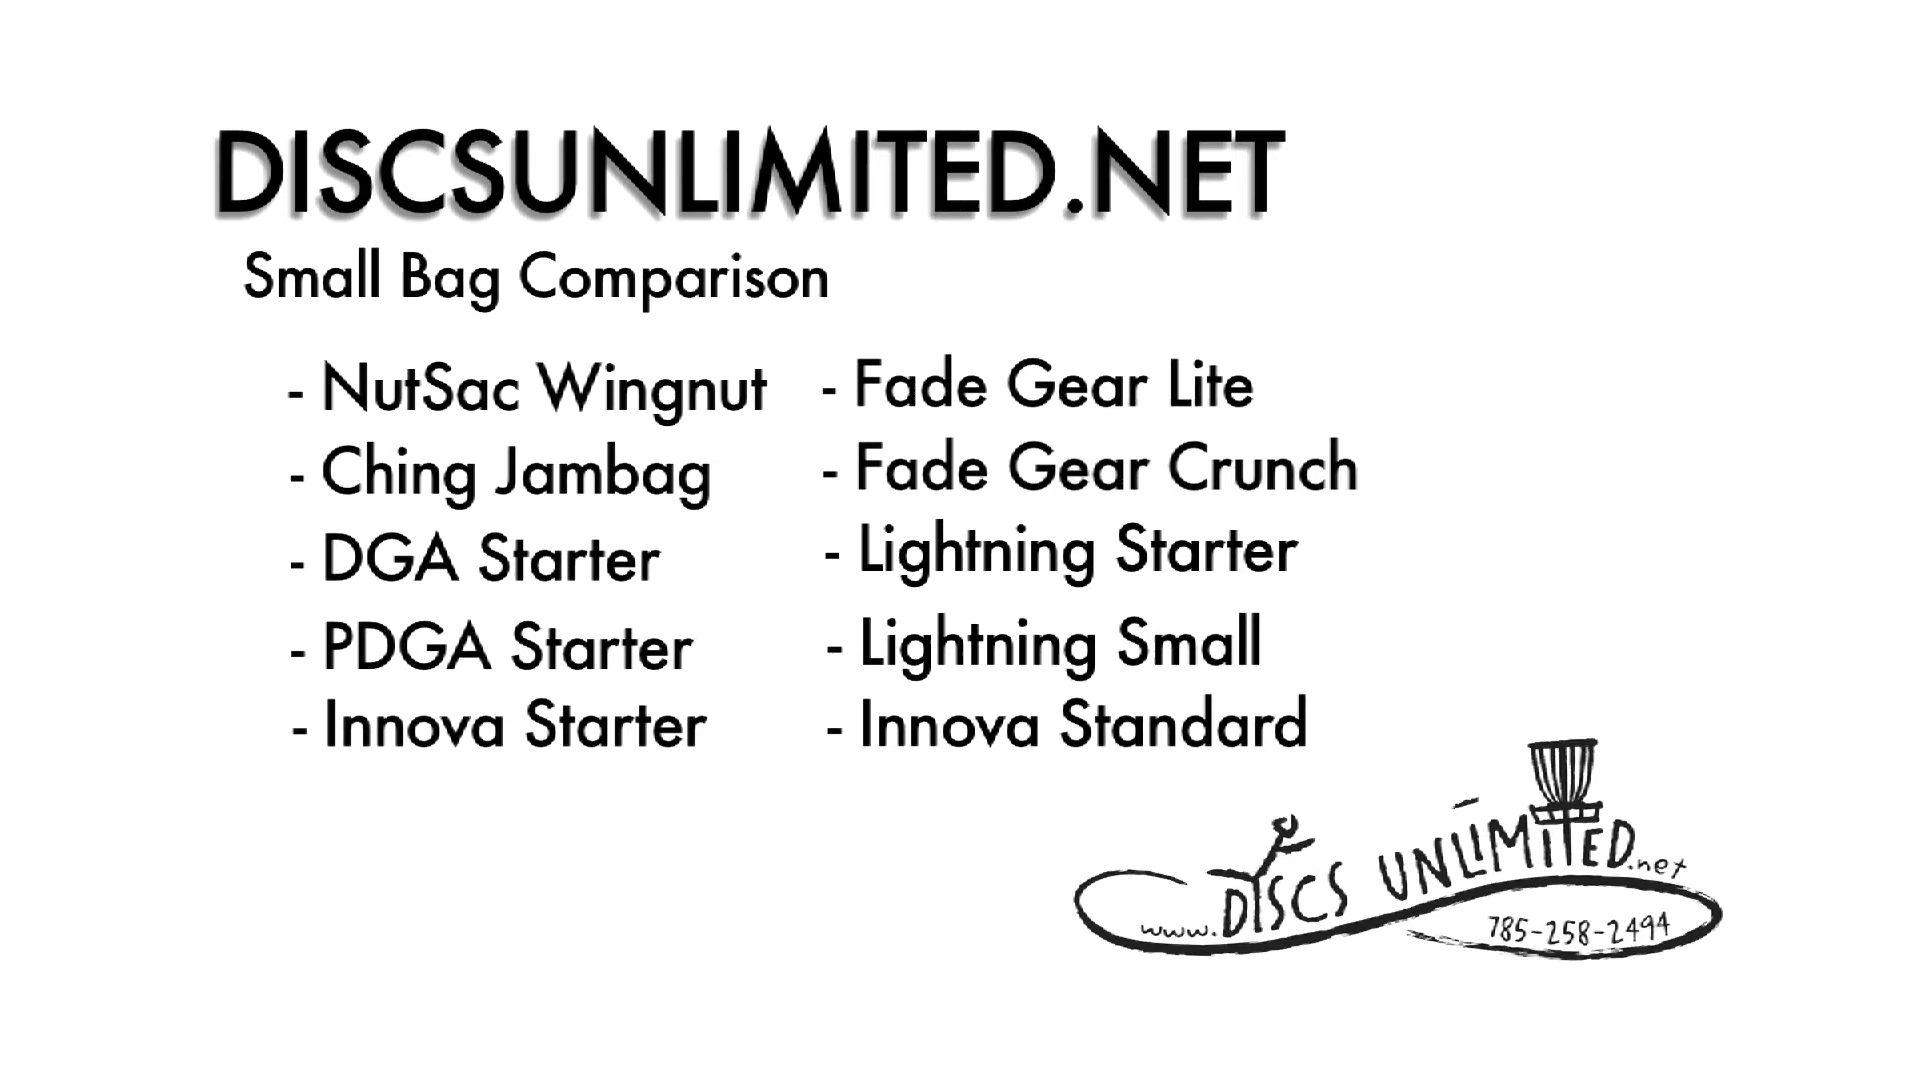 DISCSUNLIMITED.NET
Small Bag Comparison
- NutSac Wingnut
- Ching Jambag
- DGA Starter
- PDGA Starter
- Innova Starter
- Fade Gear Lite
- Fade Gear Crunch
- Lightning Starter
- Lightning Small
- Innova Standard
www.DISCS UNLIMITED.net
785-258-2494